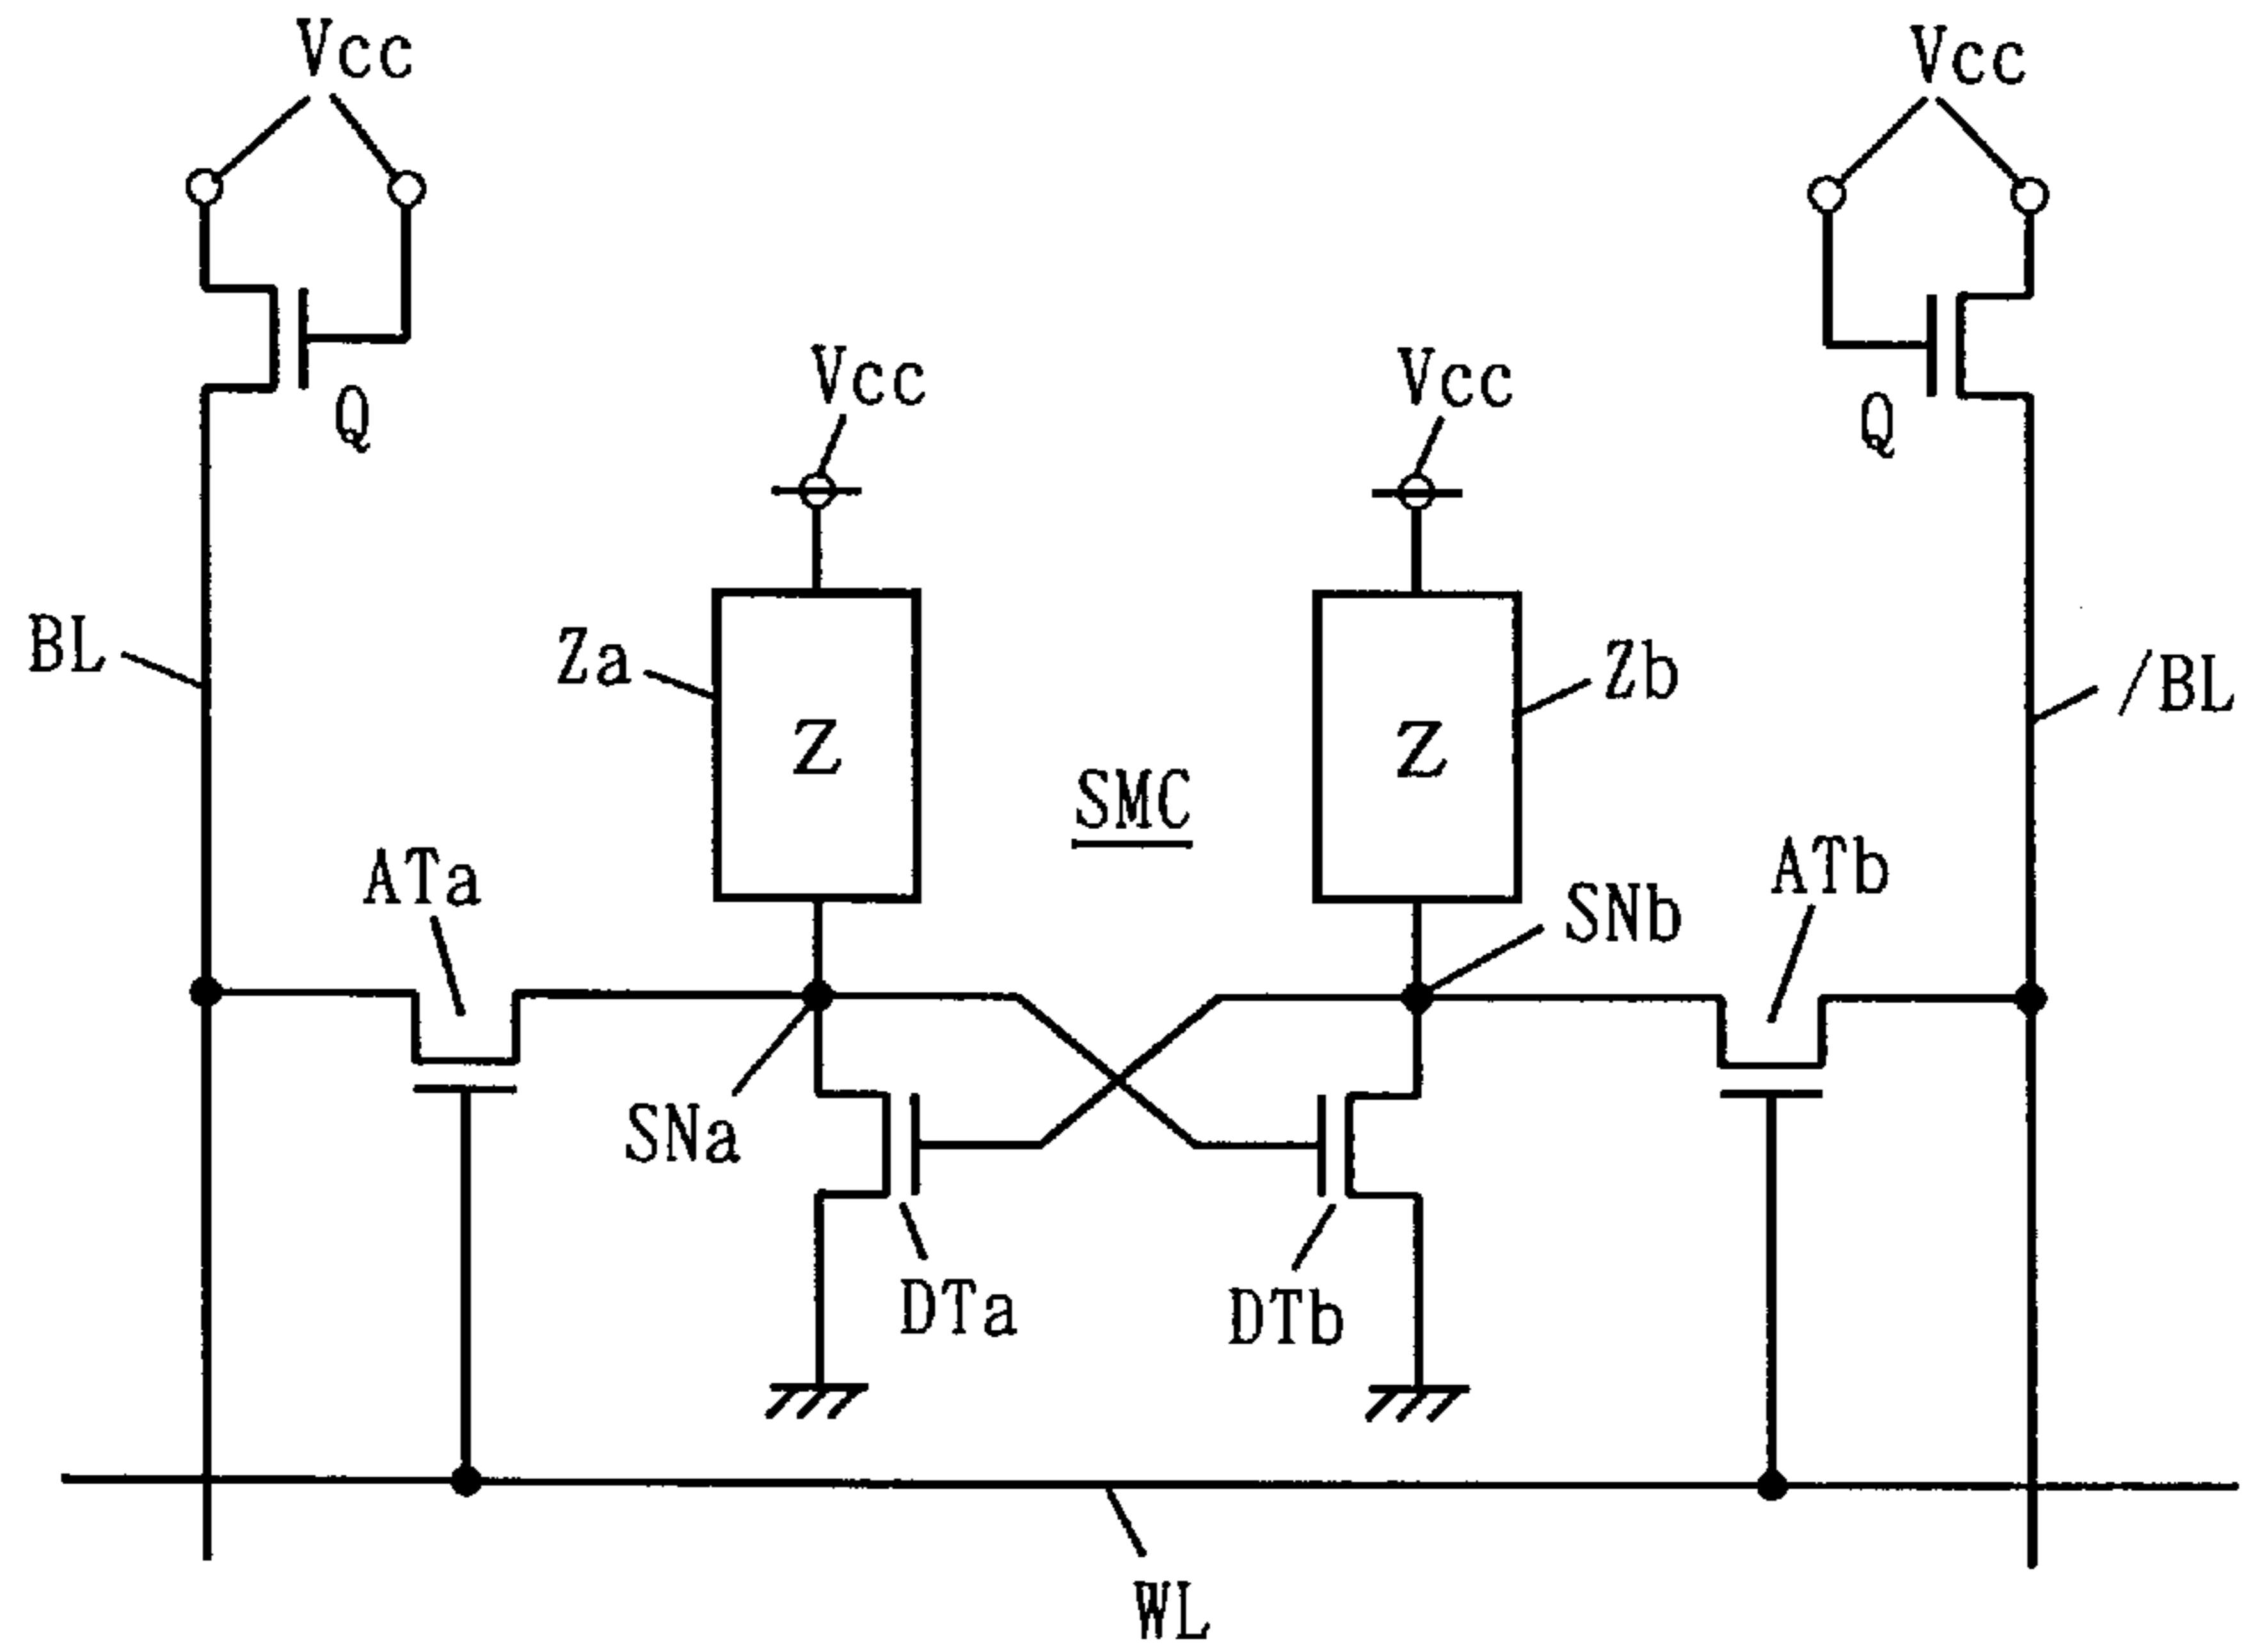 Vcc
Vcc
Q
Q
Vcc
Vcc
BL
Za
Z
Z
Zb
/BL
SMC
ATa
ATb
SNb
SNa
DTa
DTb
WL